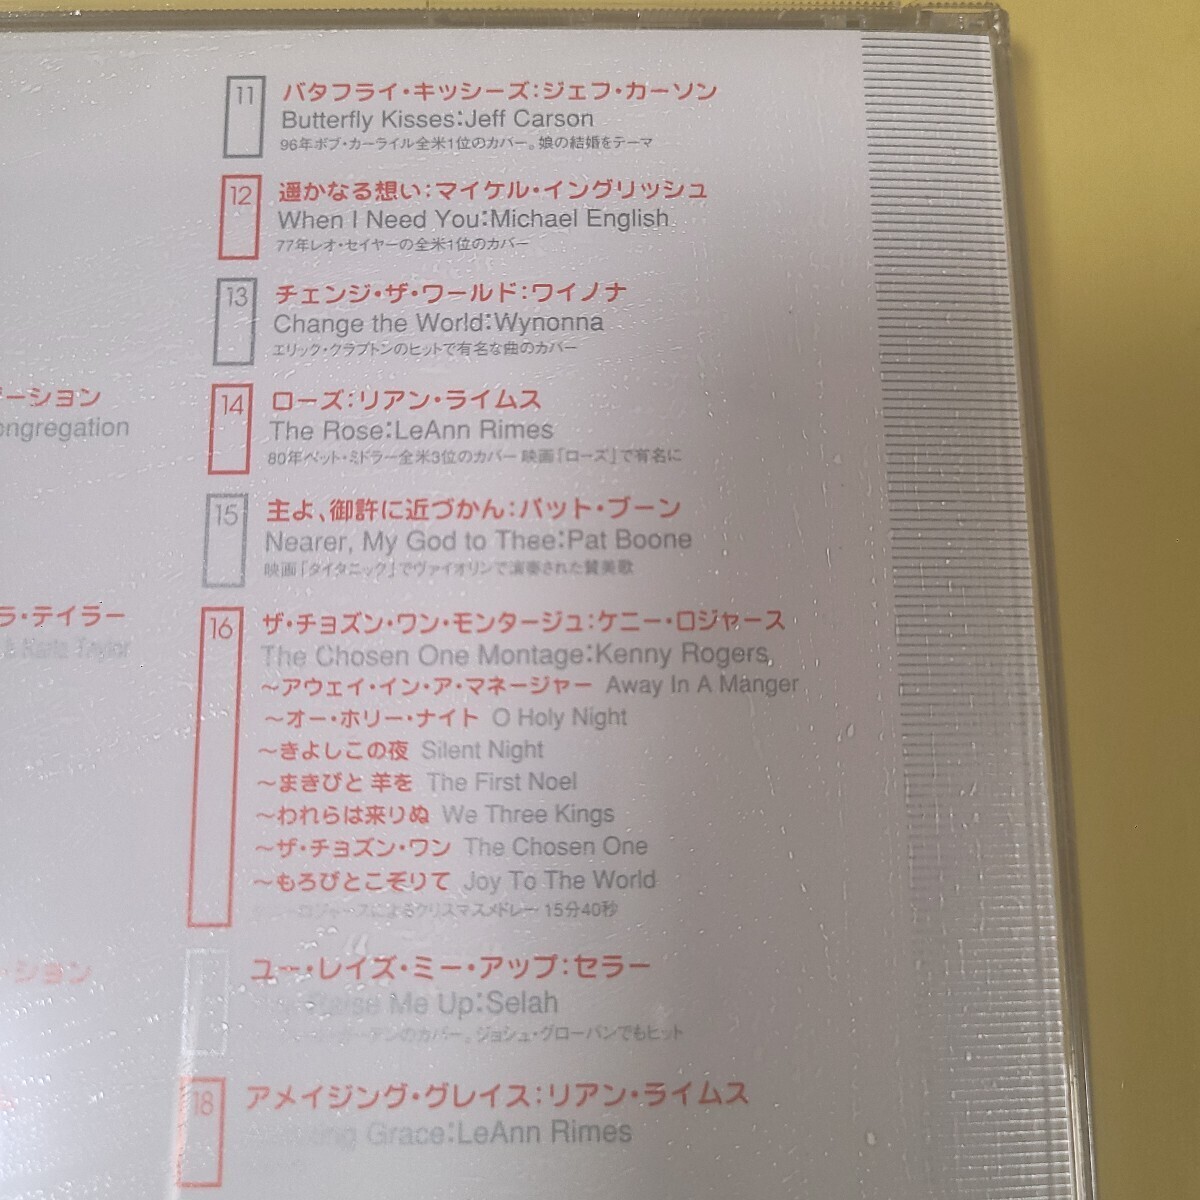 ーション
ongregation
ラ・テイラー
Taylor
ション
11
バタフライ・キッシーズ:ジェフ・カーソン
Butterfly Kisses:Jeff Carson
96年ボブ・カーライル全米1位のカバー。娘の結婚をテーマ
12
遥かなる想い:マイケル・イングリッシュ
When I Need You:Michael English
77年レオ・セイヤーの全米1位のカバー
13
チェンジ・ザ・ワールド:ワイノナ
Change the World:Wynonna
エリック・クラプトンのヒットで有名な曲のカバー
14
ローズ:リアン・ライムス
The Rose:LeAnn Rimes
80年ベット・ミドラー全米3位のカバー 映画「ローズ」で有名に
15
主よ、御許に近づかん:パット・ブーン
Nearer, My God to Thee:Pat Boone
映画「タイタニック」でヴァイオリンで演奏された賛美歌
16
ザ・チョズン・ワン・モンタージュ:ケニー・ロジャース
The Chosen One Montage:Kenny Rogers
~アウェイ・イン・ア・マネージャー Away In A Manger
~オー・ホリー・ナイト O Holy Night
~きよしこの夜 Silent Night
~まきびと 羊を The First Noel
~われらは来りぬ We Three Kings
~ザ・チョズン・ワン The Chosen One
~もろびとこぞりて Joy To The World
ロジャースによるクリスマスメドレー 15分40秒
ユー・レイズ・ミー・アップ:セラー
Raise Me Up:Selah
のカバー。ジョシュ・グローバンでもヒット
18
アメイジング・グレイス:リアン・ライムス
Grace:LeAnn Rimes